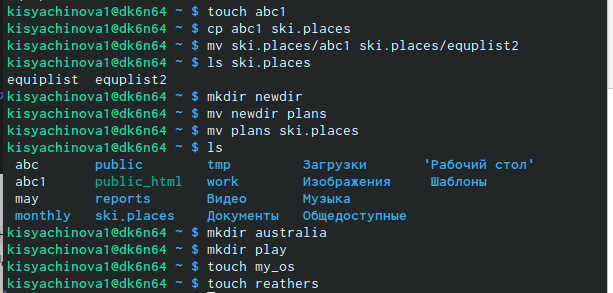 kisyachinova1@dk6n64 ~ $ touch abc1
kisyachinova1@dk6n64 ~ $ cp abc1 ski.places
kisyachinova1@dk6n64 ~ $ mv ski.places/abc1 ski.places/equplist2
kisyachinova1@dk6n64 ~ $ ls ski.places
equiplist  equplist2
kisyachinova1@dk6n64 ~ $ mkdir newdir
kisyachinova1@dk6n64 ~ $ mv newdir plans
kisyachinova1@dk6n64 ~ $ mv plans ski.places
kisyachinova1@dk6n64 ~ $ ls
abc public tmp Загрузки 'Рабочий стол'
abc1 public_html work Изображения Шаблоны
may reports Видео Музыка
monthly ski.places Документы Общедоступные
kisyachinova1@dk6n64 ~ $ mkdir australia
kisyachinova1@dk6n64 ~ $ mkdir play
kisyachinova1@dk6n64 ~ $ touch my_os
kisyachinova1@dk6n64 ~ $ touch reathers